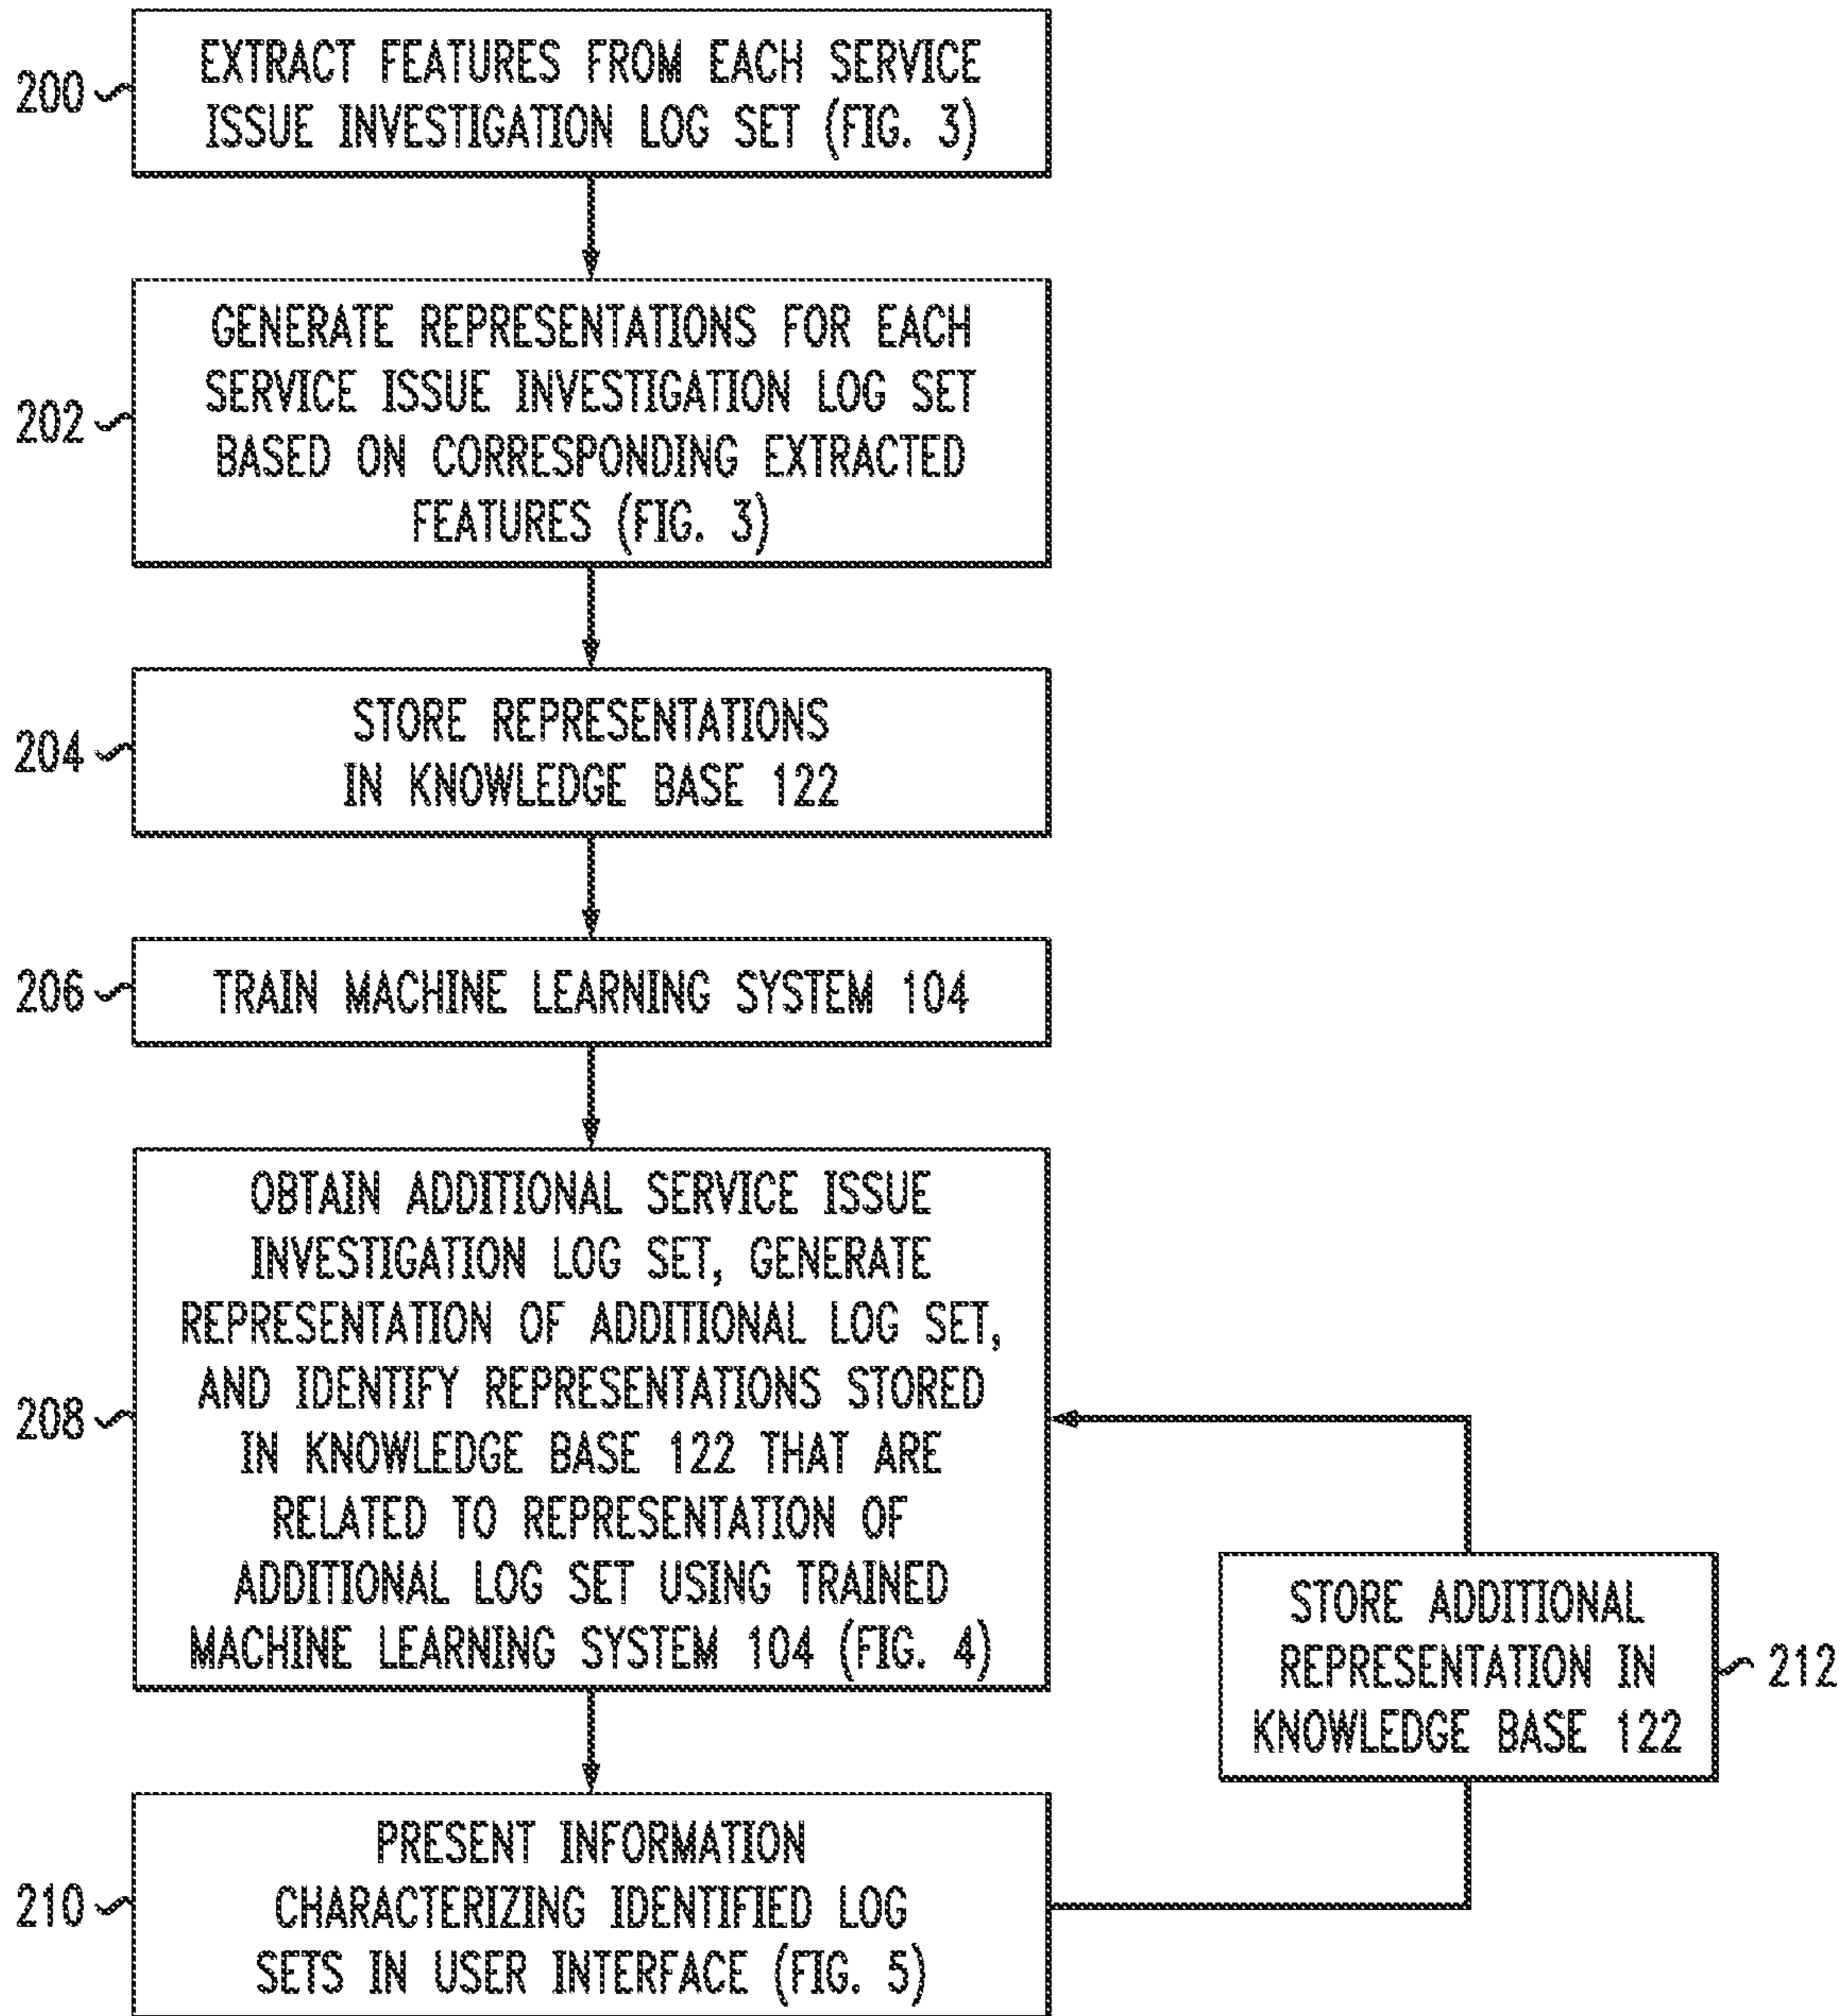 200
EXTRACT FEATURES FROM EACH SERVICE
ISSUE INVESTIGATION LOG SET (FIG. 3)
202
GENERATE REPRESENTATIONS FOR EACH
SERVICE ISSUE INVESTIGATION LOG SET
BASED ON CORRESPONDING EXTRACTED
FEATURES (FIG. 3)
204
STORE REPRESENTATIONS
IN KNOWLEDGE BASE 122
206
TRAIN MACHINE LEARNING SYSTEM 104
208
OBTAIN ADDITIONAL SERVICE ISSUE
INVESTIGATION LOG SET, GENERATE
REPRESENTATION OF ADDITIONAL LOG SET,
AND IDENTIFY REPRESENTATIONS STORED
IN KNOWLEDGE BASE 122 THAT ARE
RELATED TO REPRESENTATION OF
ADDITIONAL LOG SET USING TRAINED
MACHINE LEARNING SYSTEM 104 (FIG. 4)
210
PRESENT INFORMATION
CHARACTERIZING IDENTIFIED LOG
SETS IN USER INTERFACE (FIG. 5)
STORE ADDITIONAL
REPRESENTATION IN
KNOWLEDGE BASE 122
212